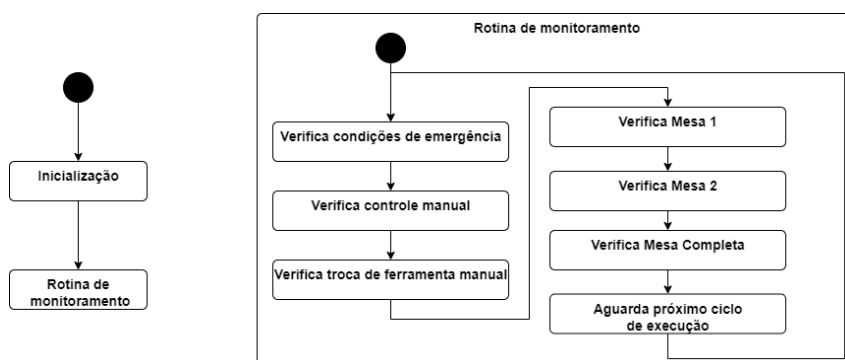 Inicialização
Rotina de
monitoramento
Rotina de monitoramento
Verifica condições de emergência
Verifica controle manual
Verifica troca de ferramenta manual
Verifica Mesa 1
Verifica Mesa 2
Verifica Mesa Completa
Aguarda próximo ciclo
de execução